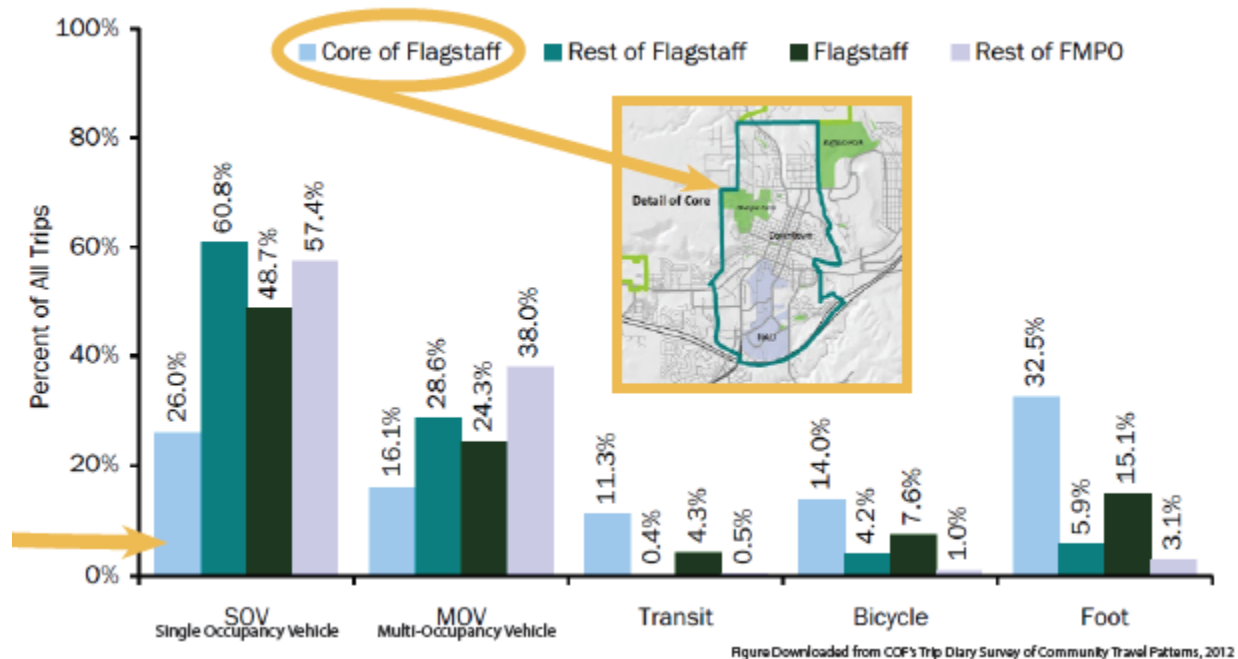 100%
80%
60%
40%
20%
0%
Percent of All Trips
Core of Flagstaff
Rest of Flagstaff
Flagstaff
Rest of FMPO
Detail of Core
Downtown
NAU
26.0%
60.8%
48.7%
57.4%
16.1%
28.6%
24.3%
38.0%
11.3%
0.4%
4.3%
0.5%
14.0%
4.2%
7.6%
1.0%
32.5%
5.9%
15.1%
3.1%
SOV
Single Occupancy Vehicle
MOV
Multi-Occupancy Vehicle
Transit
Bicycle
Foot
Figure Downloaded from COF's Trip Diary Survey of Community Travel Patterns, 2012